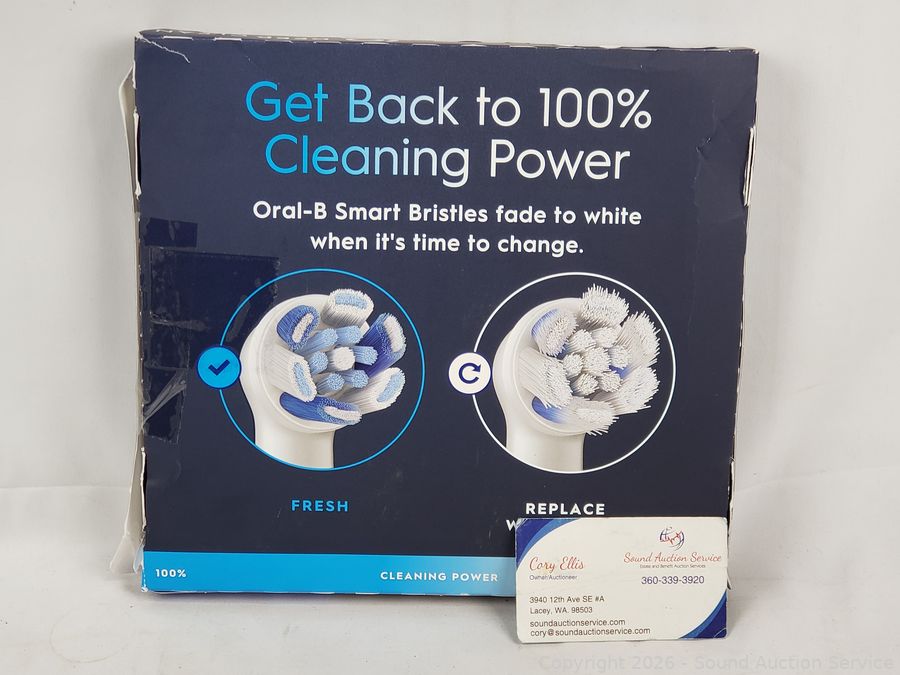 Get Back to 100%
Cleaning Power
Oral-B Smart Bristles fade to white
when it's time to change.
FRESH
REPLACE
100%
CLEANING POWER
Cory Ellis
Owner/Auctioneer
Sound Auction Service
Estate and Benefit Auction Services
360-339-3920
3940 12th Ave SE #A
Lacey, WA. 98503
soundauctionservice.com
cory@soundauctionservice.com
Copyright 2026 - Sound Auction Service